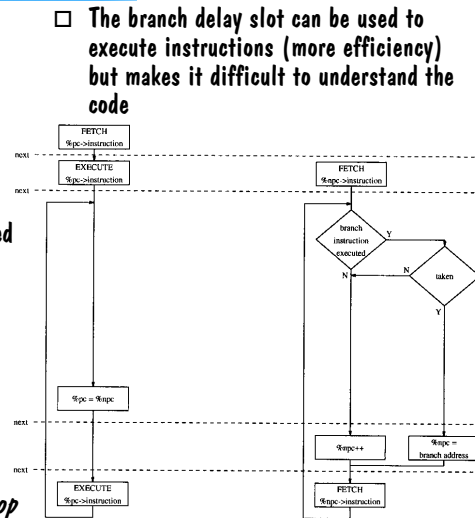 The branch delay slot can be used to
execute instructions (more efficiency)
but makes it difficult to understand the
code
FETCH
%pc->instruction
next
EXECUTE
%pc->instruction
FETCH
%npc->instruction
next
ed
branch
instruction
executed
Y
N
N
taken
Y
%pc = %npc
next
%npc++
%npc =
branch address
next
EXECUTE
%pc->instruction
FETCH
%npc->instruction
op